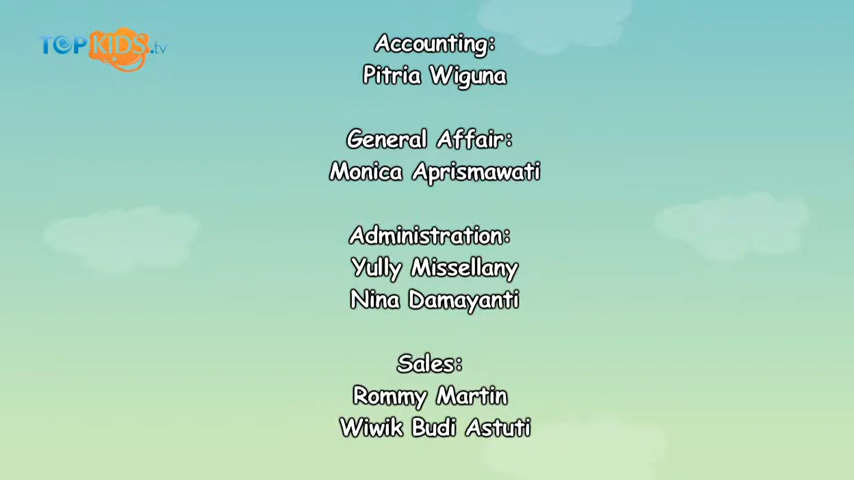 TOPKIDS.tv
Accounting:
Pitria Wiguna
General Affair:
Monica Aprismawati
Administration:
Yully Missellany
Nina Damayanti
Sales:
Rommy Martin
Wiwik Budi Astuti